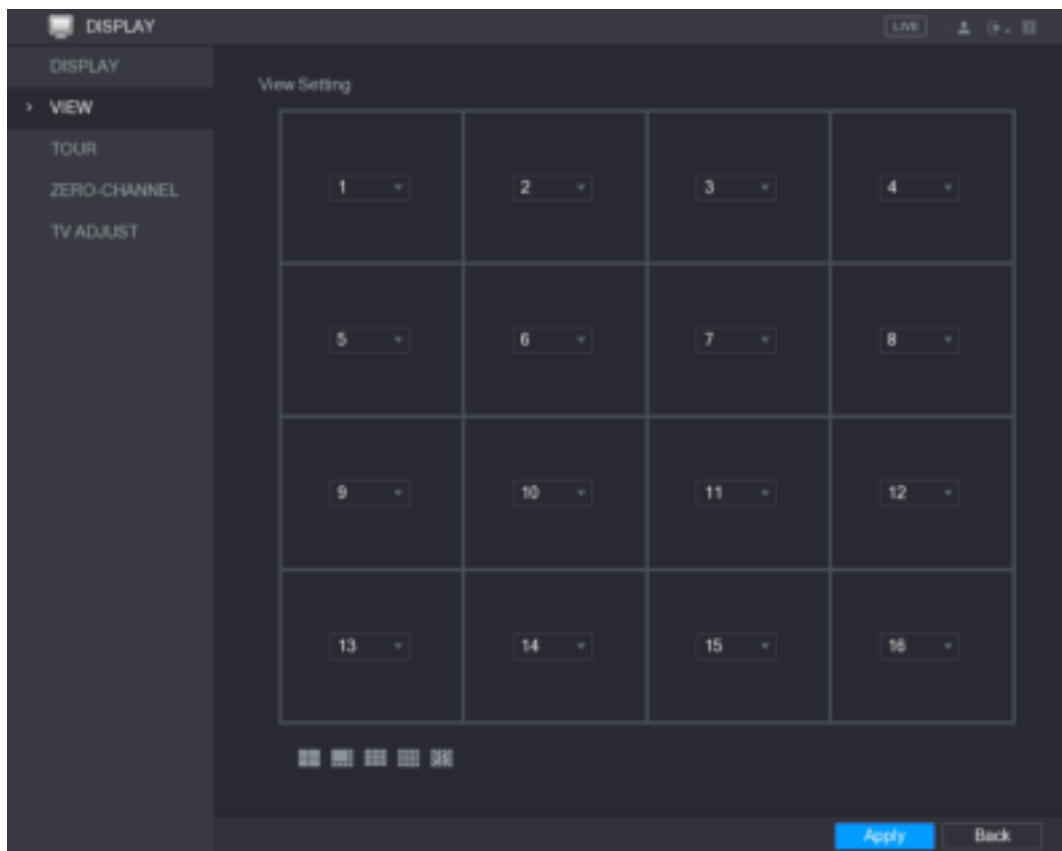 DISPLAY
LIVE
DISPLAY
View Setting
VIEW
TOUR
ZERO-CHANNEL
TV ADJUST
1 2 3 4
5 6 7 8
9 10 11 12
13 14 15 16
Apply Back